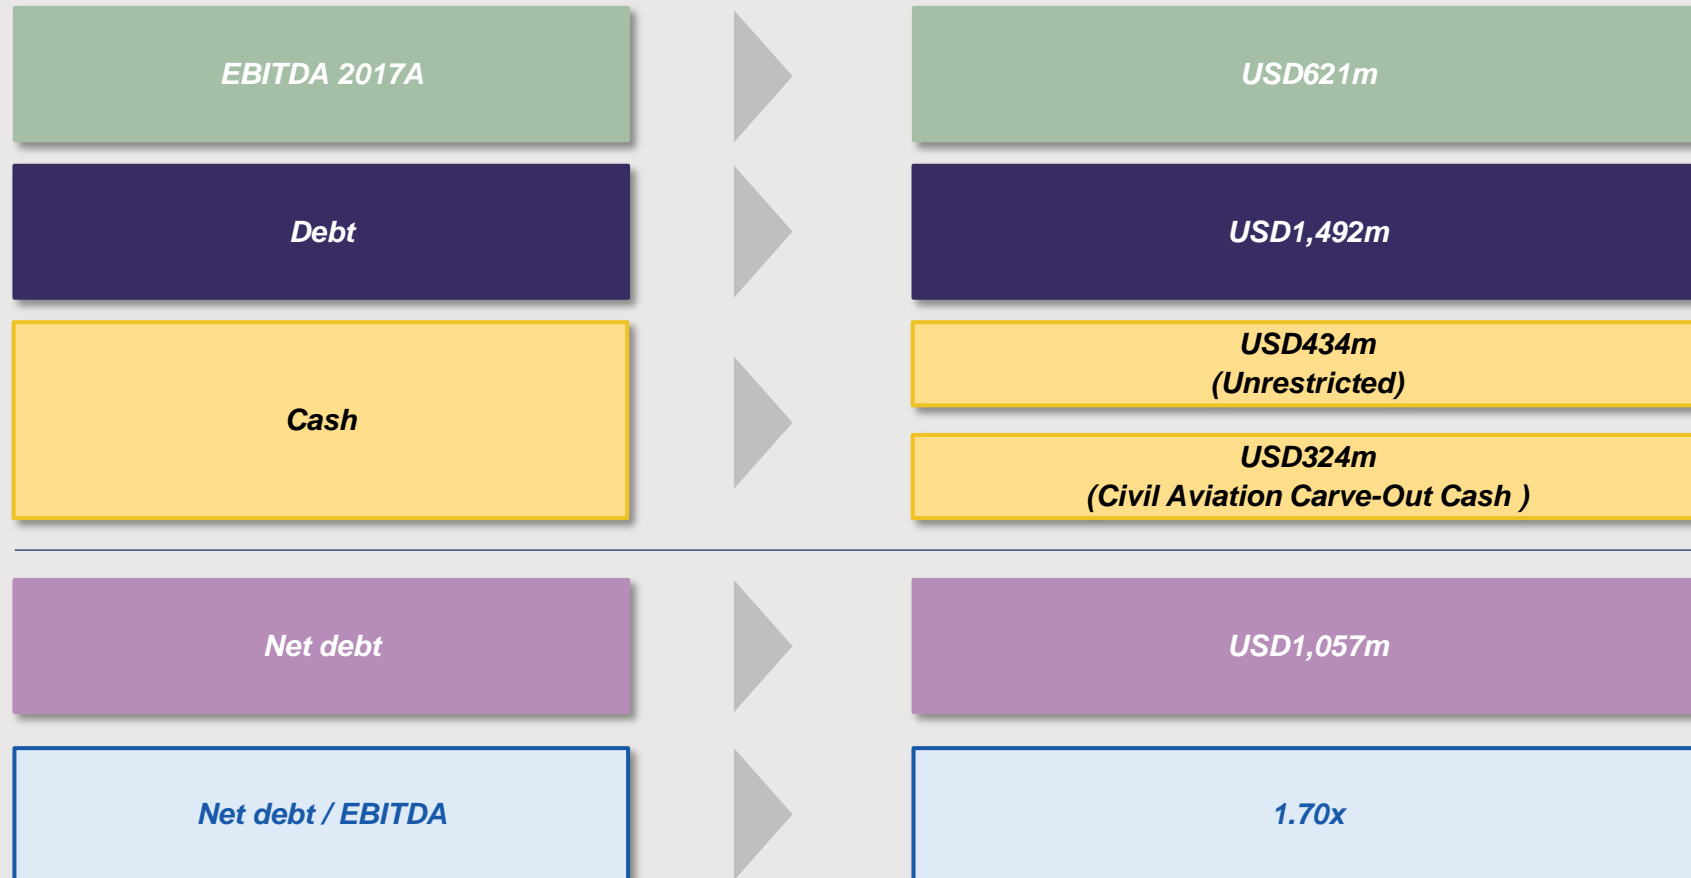 EBITDA 2017A
USD621m
Debt
USD1,492m
Cash
USD434m
(Unrestricted)
USD324m
(Civil Aviation Carve-Out Cash )
Net debt
USD1,057m
Net debt / EBITDA
1.70x